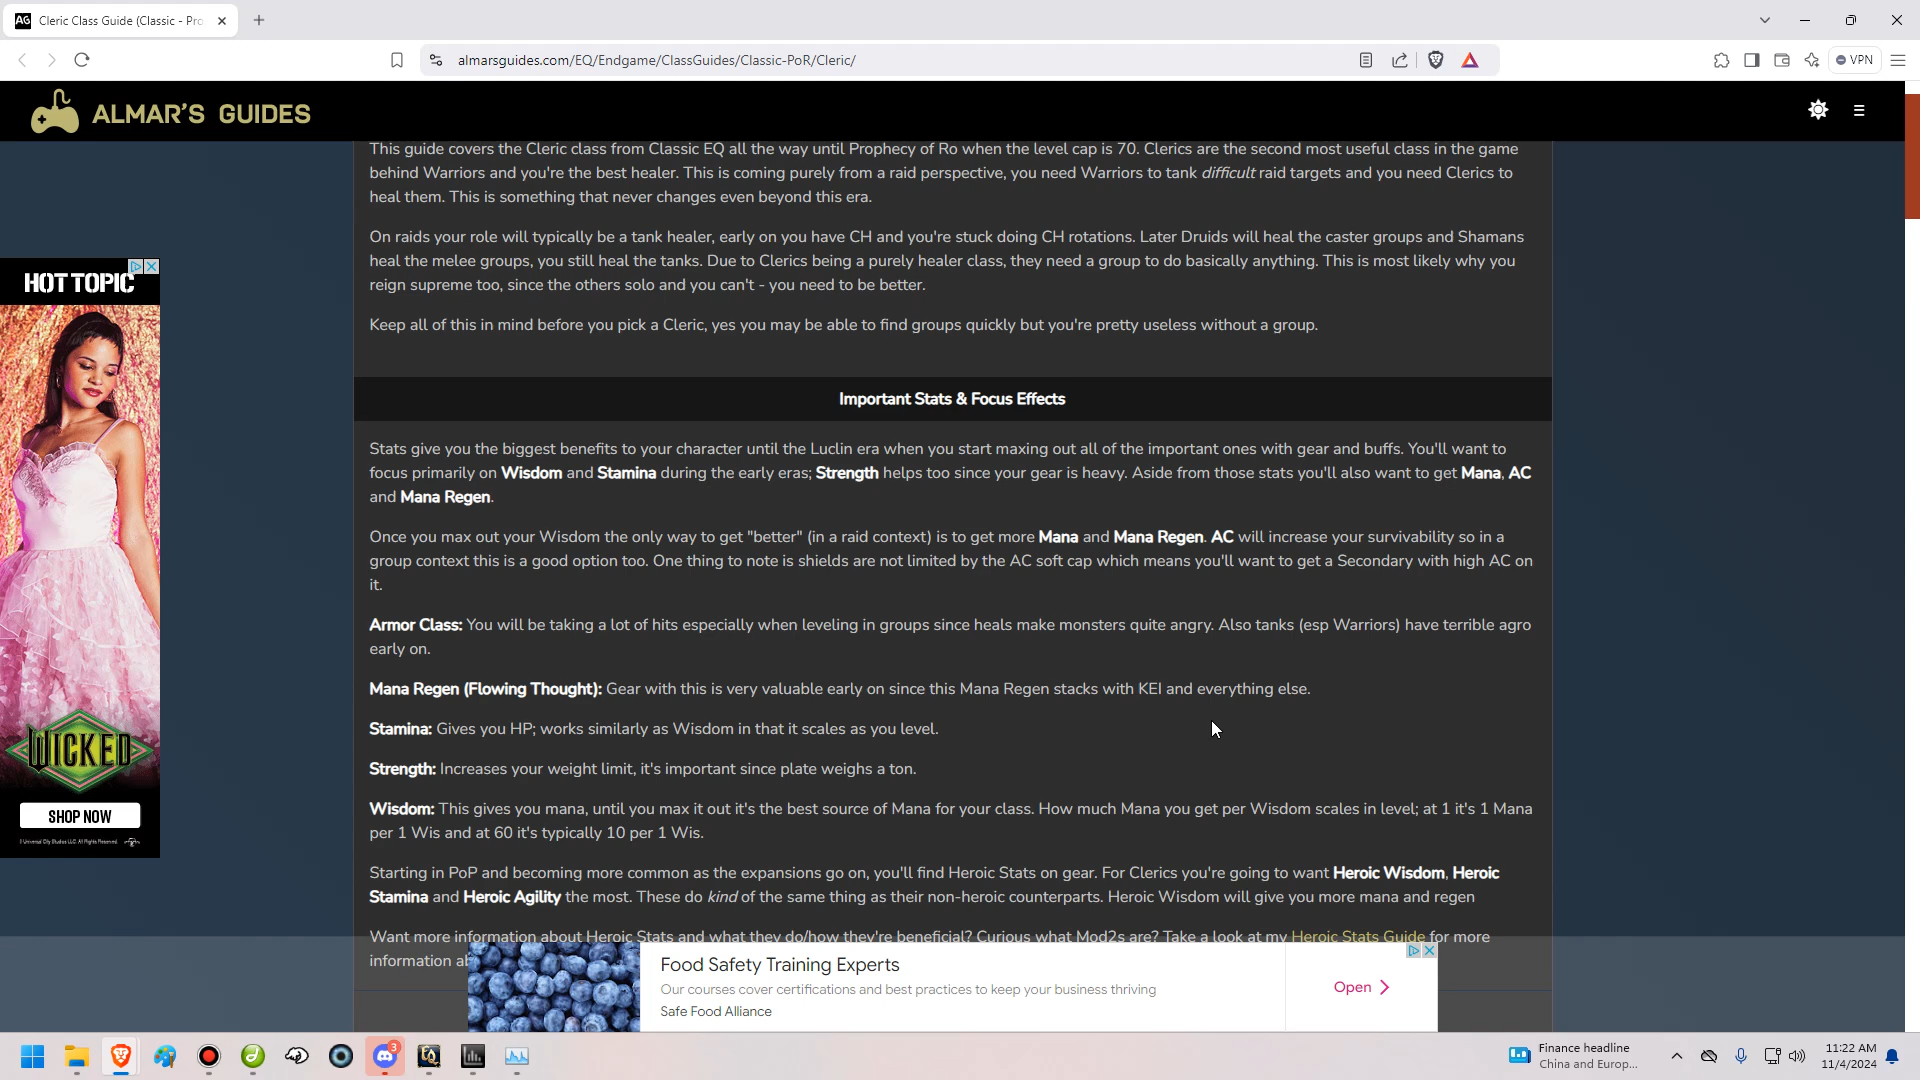 Cleric Class Guide (Classic - Pro
almarsguides.com/EQ/Endgame/ClassGuides/Classic-PoR/Cleric/
VPN
ALMAR'S GUIDES
This guide covers the Cleric class from Classic EQ all the way until Prophecy of Ro when the level cap is 70. Clerics are the second most useful class in the game
behind Warriors and you're the best healer. This is coming purely from a raid perspective, you need Warriors to tank difficult raid targets and you need Clerics to
heal them. This is something that never changes even beyond this era.
On raids your role will typically be a tank healer, early on you have CH and you're stuck doing CH rotations. Later Druids will heal the caster groups and Shamans
heal the melee groups, you still heal the tanks. Due to Clerics being a purely healer class, they need a group to do basically anything. This is most likely why you
reign supreme too, since the others solo and you can't - you need to be better.
Keep all of this in mind before you pick a Cleric, yes you may be able to find groups quickly but you're pretty useless without a group.
Important Stats & Focus Effects
Stats give you the biggest benefits to your character until the Luclin era when you start maxing out all of the important ones with gear and buffs. You'll want to
focus primarily on Wisdom and Stamina during the early eras; Strength helps too since your gear is heavy. Aside from those stats you'll also want to get Mana, AC
and Mana Regen.
Once you max out your Wisdom the only way to get "better" (in a raid context) is to get more Mana and Mana Regen. AC will increase your survivability so in a
group context this is a good option too. One thing to note is shields are not limited by the AC soft cap which means you'll want to get a Secondary with high AC on
it.
Armor Class: You will be taking a lot of hits especially when leveling in groups since heals make monsters quite angry. Also tanks (esp Warriors) have terrible agro
early on.
Mana Regen (Flowing Thought): Gear with this is very valuable early on since this Mana Regen stacks with KEI and everything else.
Stamina: Gives you HP; works similarly as Wisdom in that it scales as you level.
Strength: Increases your weight limit, it's important since plate weighs a ton.
Wisdom: This gives you mana, until you max it out it's the best source of Mana for your class. How much Mana you get per Wisdom scales in level; at 1 it's 1 Mana
per 1 Wis and at 60 it's typically 10 per 1 Wis.
Starting in PoP and becoming more common as the expansions go on, you'll find Heroic Stats on gear. For Clerics you're going to want Heroic Wisdom, Heroic
Stamina and Heroic Agility the most. These do kind of the same thing as their non-heroic counterparts. Heroic Wisdom will give you more mana and regen
Want more information about Heroic Stats and what they do/how they're beneficial? Curious what Mod2s are? Take a look at my Heroic Stats Guide for more
information ab
HOT TOPIC
WICKED
SHOP NOW
Food Safety Training Experts
Our courses cover certifications and best practices to keep your business thriving
Safe Food Alliance
Open
3
Finance headline
China and Europ...
11:22 AM
11/4/2024